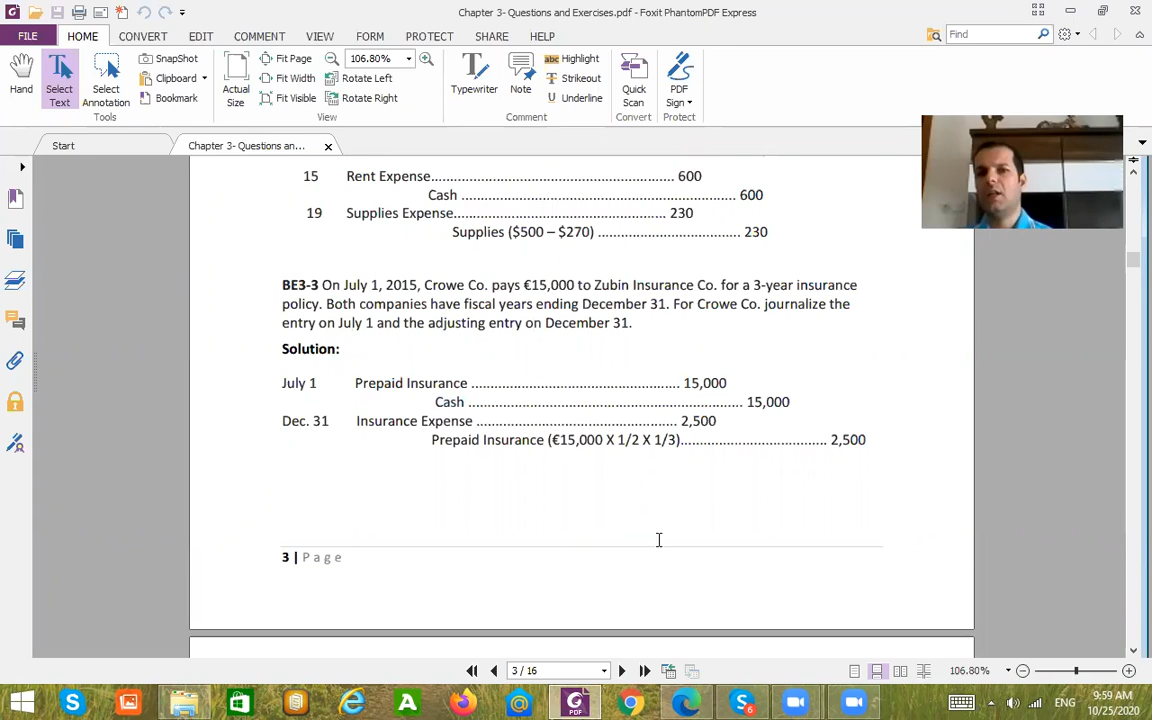 Chapter 3- Questions and Exercises.pdf - Foxit PhantomPDF Express
FILE HOME CONVERT EDIT COMMENT VIEW FORM PROTECT SHARE HELP Find
Hand Select Text Select Annotation SnapShot Clipboard Bookmark Tools
Actual Size Fit Page Fit Width Fit Visible 106.80% Rotate Left Rotate Right View
Typewriter Note abc Highlight Strikeout U Underline Comment
Quick Scan Convert PDF Sign Protect
Start Chapter 3- Questions an...
15 Rent Expense.................................................................. 600
Cash ...................................................................... 600
19 Supplies Expense.......................................................... 230
Supplies ($500 – $270) ..................................... 230
BE3-3 On July 1, 2015, Crowe Co. pays €15,000 to Zubin Insurance Co. for a 3-year insurance
policy. Both companies have fiscal years ending December 31. For Crowe Co. journalize the
entry on July 1 and the adjusting entry on December 31.
Solution:
July 1 Prepaid Insurance ........................................................ 15,000
Cash ...................................................................... 15,000
Dec. 31 Insurance Expense ...................................................... 2,500
Prepaid Insurance (€15,000 X 1/2 X 1/3)...................................... 2,500
3 | Page
3 / 16 106.80%
ENG 9:59 AM
10/25/2020